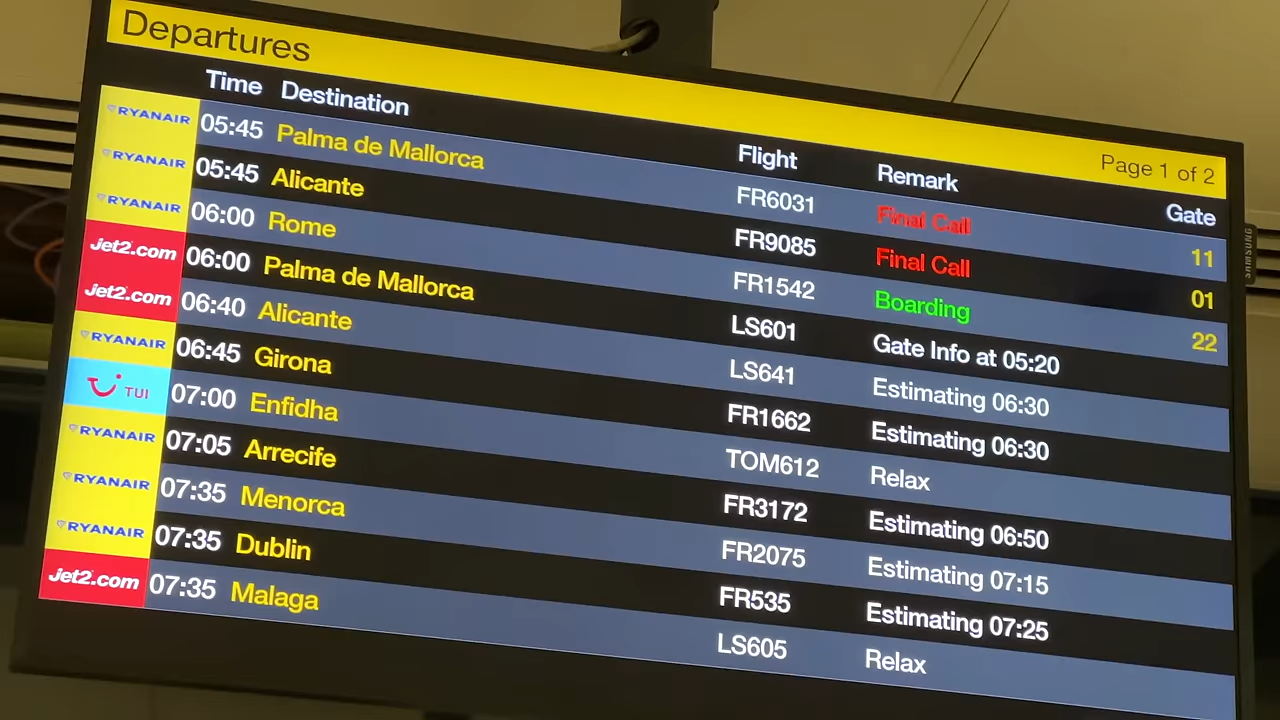 Departures
Page 1 of 2
Time Destination Flight Remark Gate
RYANAIR 05:45 Palma de Mallorca FR6031 Final Call 11
RYANAIR 05:45 Alicante FR9085 Final Call 01
RYANAIR 06:00 Rome FR1542 Boarding 22
Jet2.com 06:00 Palma de Mallorca LS601 Gate Info at 05:20
Jet2.com 06:40 Alicante LS641 Estimating 06:30
RYANAIR 06:45 Girona FR1662 Estimating 06:30
TUI 07:00 Enfidha TOM612 Relax
RYANAIR 07:05 Arrecife FR3172 Estimating 06:50
RYANAIR 07:35 Menorca FR2075 Estimating 07:15
RYANAIR 07:35 Dublin FR535 Estimating 07:25
Jet2.com 07:35 Malaga LS605 Relax
SAMSUNG